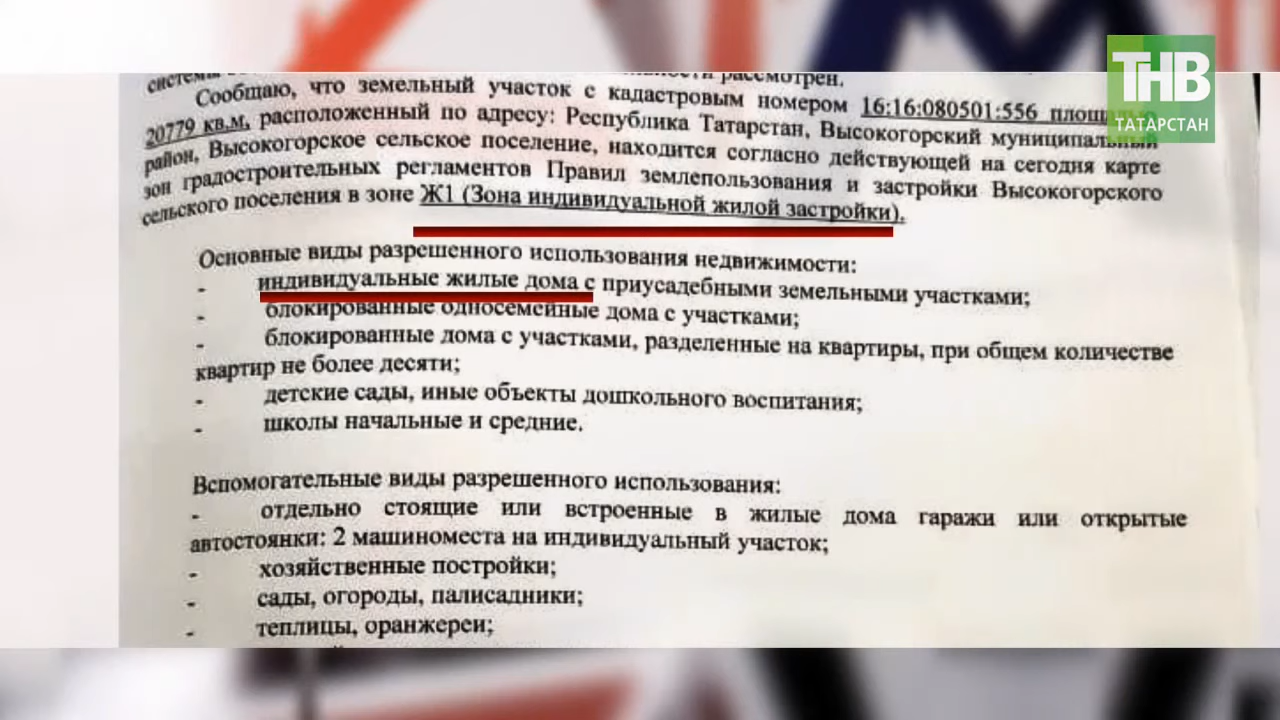 рассмотрен.
Сообщаю, что земельный участок с кадастровым номером 16:16:080501:556
20779 кв.м, расположенный по адресу: Республика Татарстан, Высокогорский муниципальный
район, Высокогорское сельское поселение, находится согласно действующей на сегодня карте
зон градостроительных регламентов Правил землепользования и застройки Высокогорского
сельского поселения в зоне Ж1 (Зона индивидуальной жилой застройки).
Основные виды разрешенного использования недвижимости:
- индивидуальные жилые дома с приусадебными земельными участками;
- блокированные односемейные дома с участками;
- блокированные дома с участками, разделенные на квартиры, при общем количестве
квартир не более десяти;
- детские сады, иные объекты дошкольного воспитания;
- школы начальные и средние.
Вспомогательные виды разрешенного использования:
- отдельно стоящие или встроенные в жилые дома гаражи или открытые
автостоянки: 2 машиноместа на индивидуальный участок;
- хозяйственные постройки;
- сады, огороды, палисадники;
- теплицы, оранжереи;
ТНВ
ТАТАРСТАН